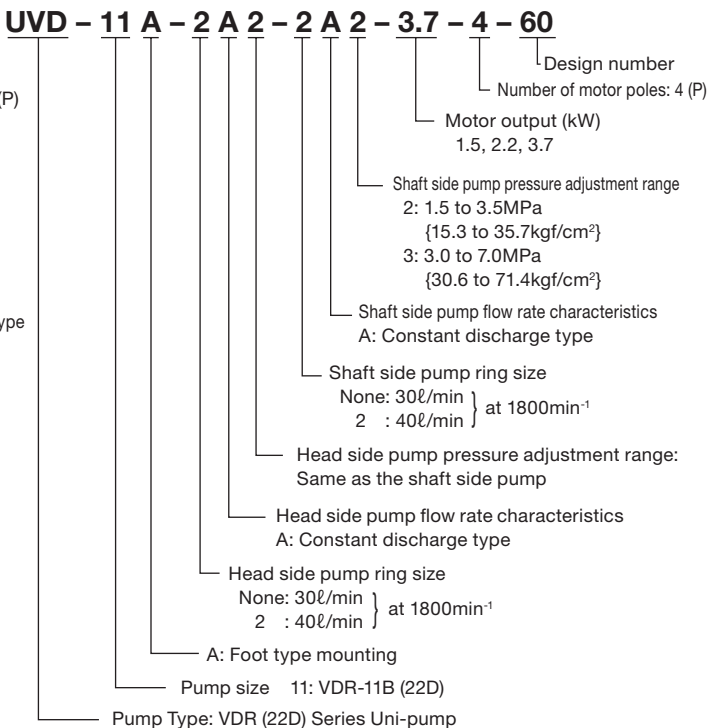 UVD – 11 A – 2 A 2 – 2 A 2 – 3.7 – 4 – 60
Design number
(P)
Number of motor poles: 4 (P)
Motor output (kW)
1.5, 2.2, 3.7
Shaft side pump pressure adjustment range
2: 1.5 to 3.5MPa
{15.3 to 35.7kgf/cm²}
3: 3.0 to 7.0MPa
{30.6 to 71.4kgf/cm²}
ype
Shaft side pump flow rate characteristics
A: Constant discharge type
Shaft side pump ring size
None: 30ℓ/min
2 : 40ℓ/min } at 1800min⁻¹
Head side pump pressure adjustment range:
Same as the shaft side pump
Head side pump flow rate characteristics
A: Constant discharge type
Head side pump ring size
None: 30ℓ/min
2 : 40ℓ/min } at 1800min⁻¹
A: Foot type mounting
Pump size 11: VDR-11B (22D)
Pump Type: VDR (22D) Series Uni-pump